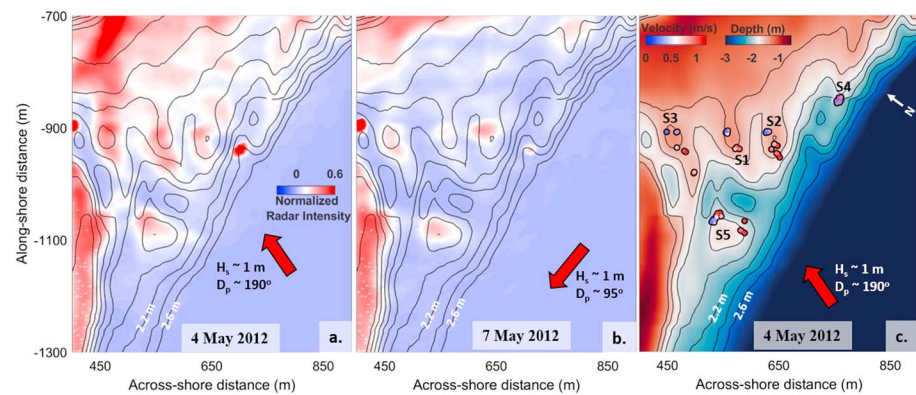 -700
-900
-1100
-1300
Along-shore distance (m)
450
650
850
Across-shore distance (m)
0
0.6
Normalized
Radar Intensity
Hs ~ 1 m
Dp ~ 190º
2.2 m
2.6 m
4 May 2012
a.
450
650
850
Across-shore distance (m)
Hs ~ 1 m
Dp ~ 95º
2.2 m
2.6 m
7 May 2012
b.
Velocity (m/s)
0 0.5 1
Depth (m)
-3 -2 -1
S4
N
S3
S2
S1
S5
Hs ~ 1 m
Dp ~ 190º
2.2 m
2.6 m
4 May 2012
c.
450
650
850
Across-shore distance (m)